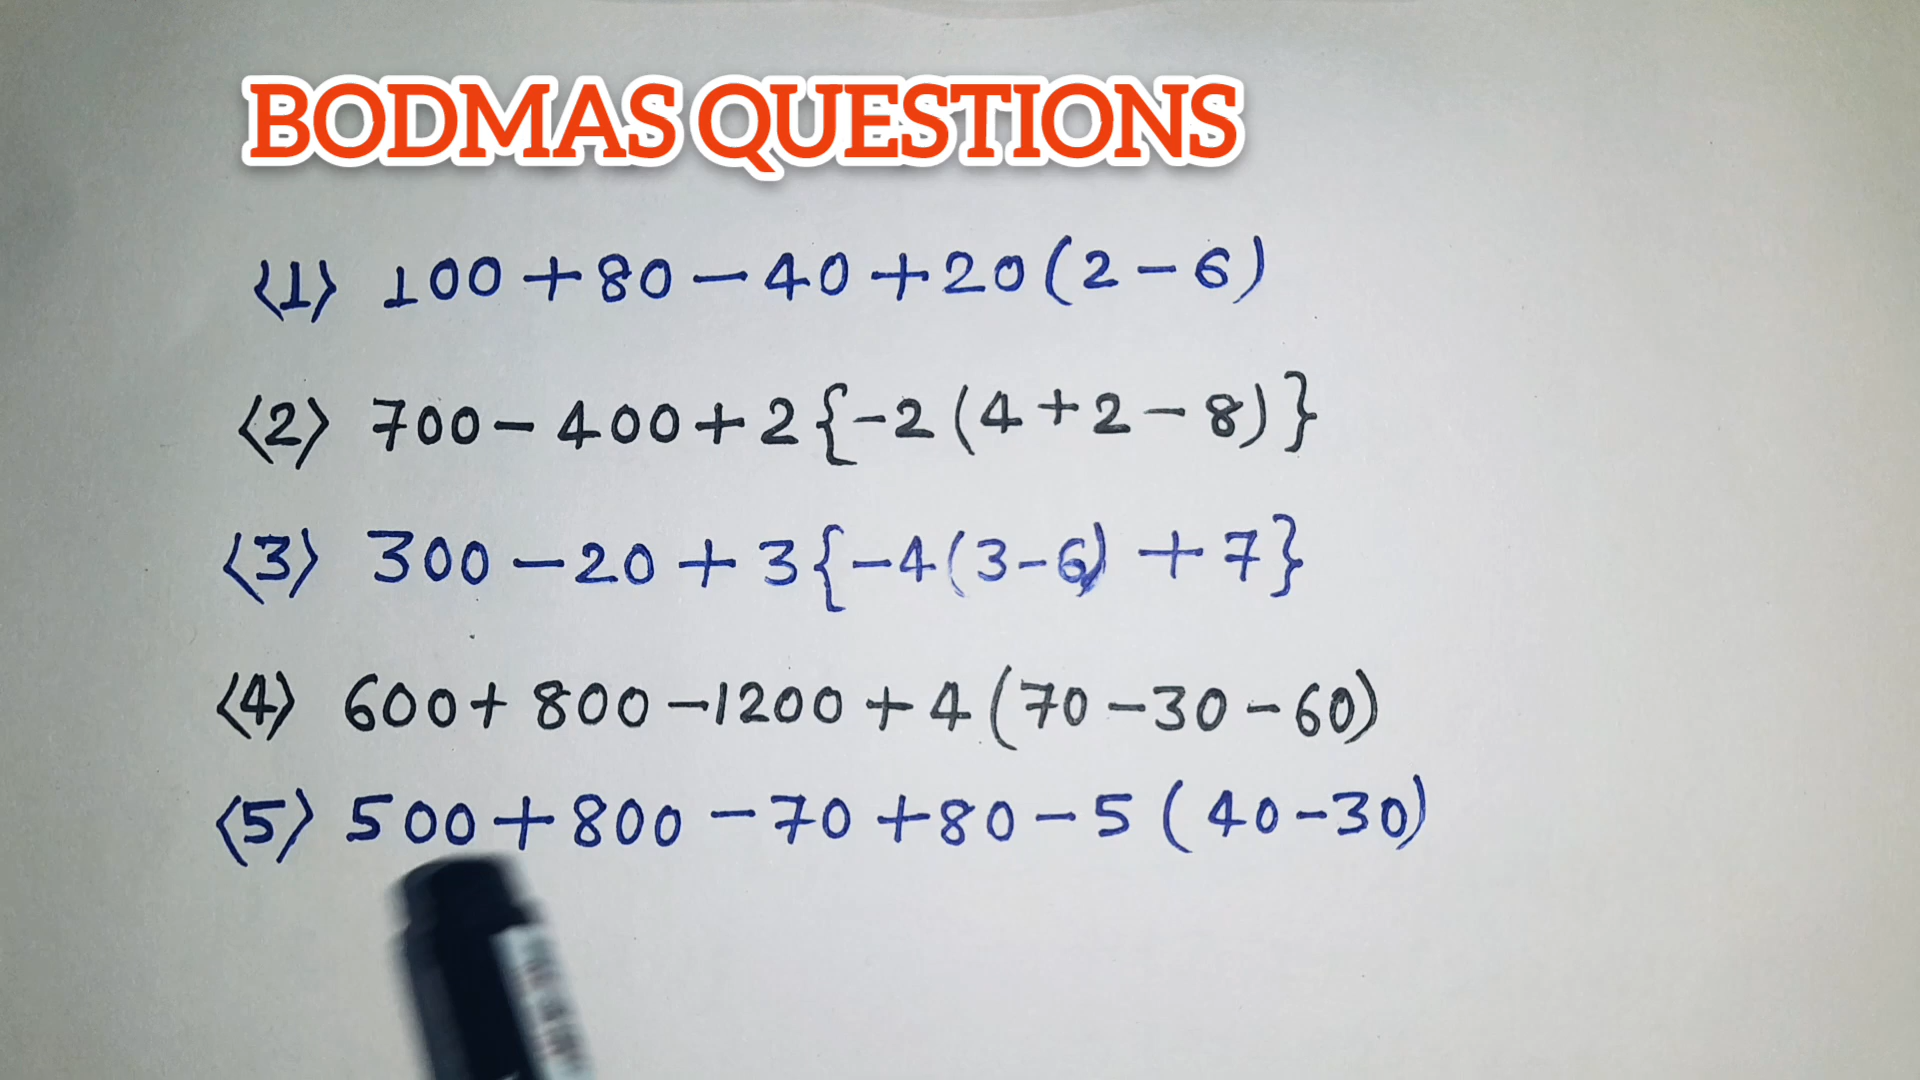 BODMAS QUESTIONS
⟨1⟩ 100 + 80 - 40 + 20 (2 - 6)
⟨2⟩ 700 - 400 + 2 {-2 (4 + 2 - 8)}
⟨3⟩ 300 - 20 + 3 {-4 (3 - 6) + 7}
⟨4⟩ 600 + 800 - 1200 + 4 (70 - 30 - 60)
⟨5⟩ 500 + 800 - 70 + 80 - 5 (40 - 30)